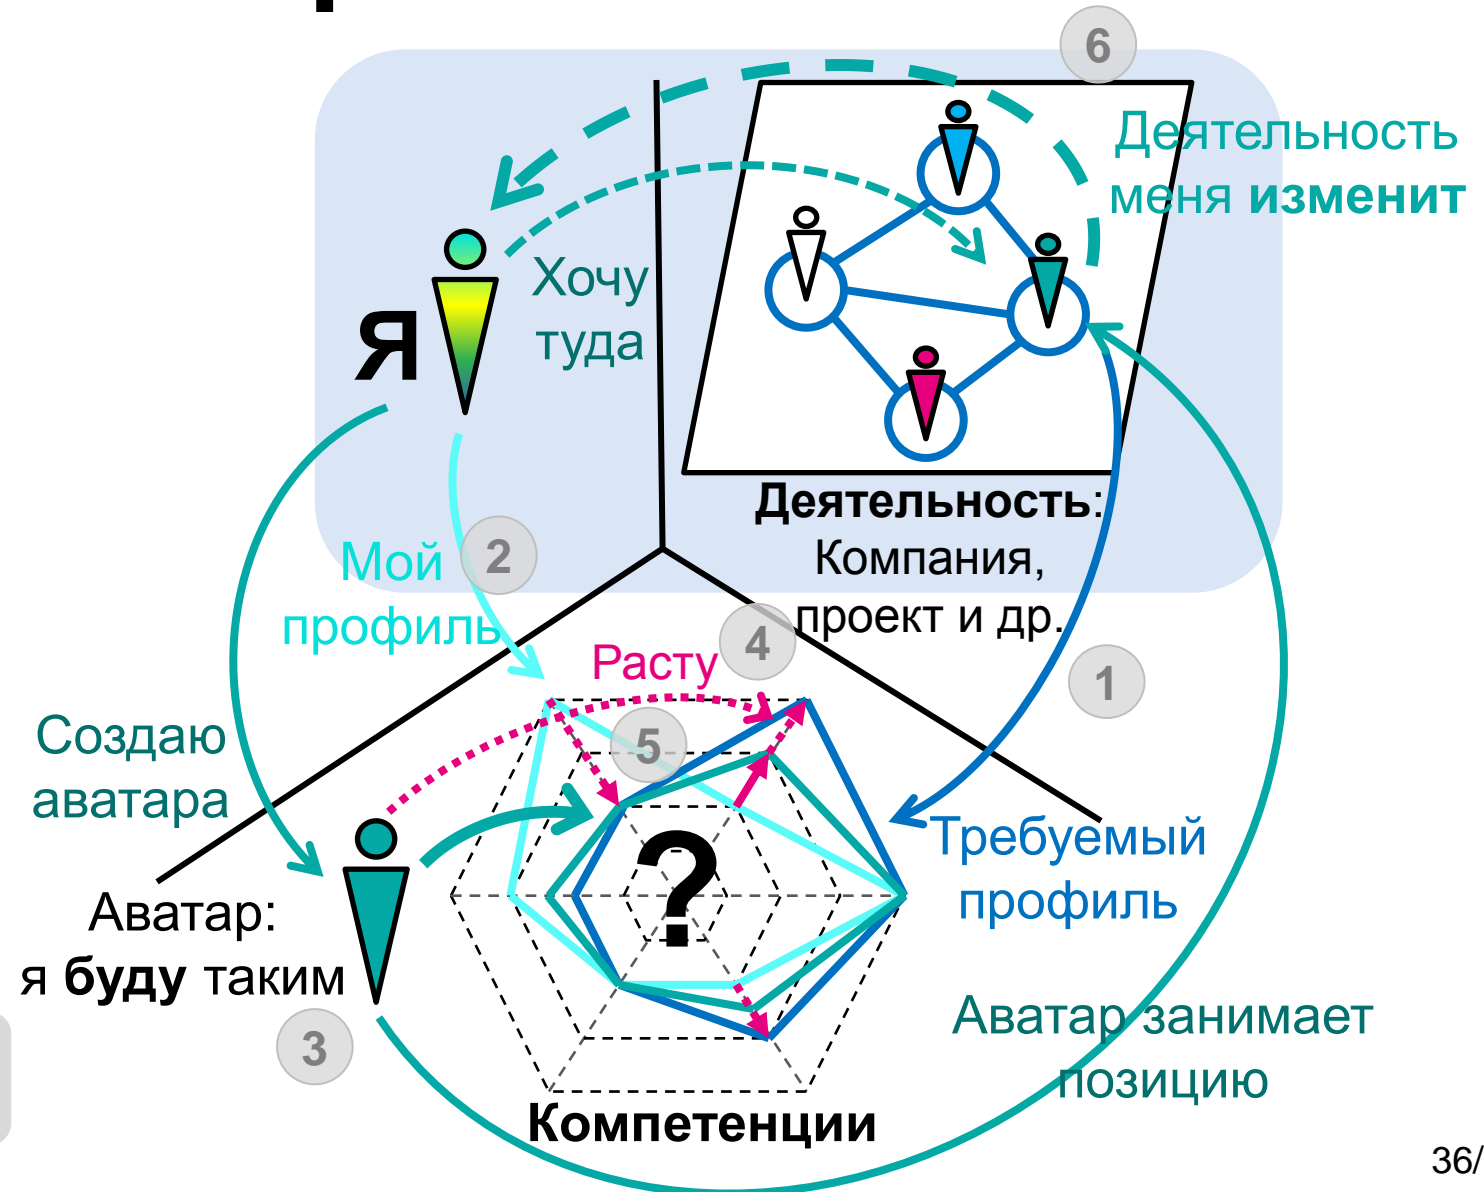 6
Деятельность
меня изменит
Хочу
туда
Я
Деятельность:
Компания,
проект и др.
2
Мой
профиль
4
Расту
1
5
Создаю
аватара
?
Требуемый
профиль
Аватар:
я буду таким
3
Аватар занимает
позицию
Компетенции
36/